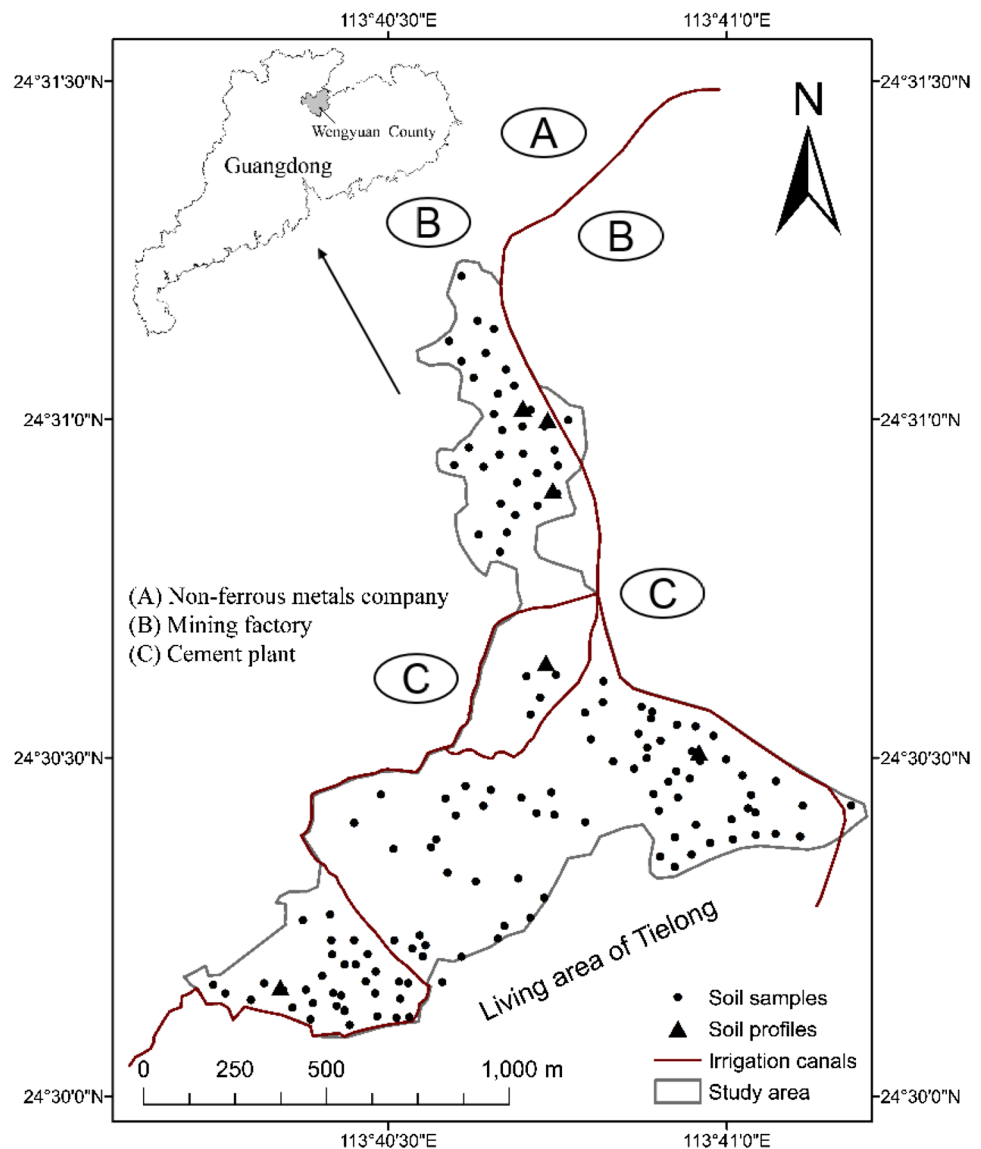 113°40'30"E 113°41'0"E
24°31'30"N 24°31'30"N
N
A
Wengyuan County
Guangdong
B
B
24°31'0"N 24°31'0"N
C
(A) Non-ferrous metals company
(B) Mining factory
(C) Cement plant
C
24°30'30"N 24°30'30"N
Living area of Tielong
Soil samples
Soil profiles
Irrigation canals
Study area
0 250 500 1,000 m
24°30'0"N 24°30'0"N
113°40'30"E 113°41'0"E